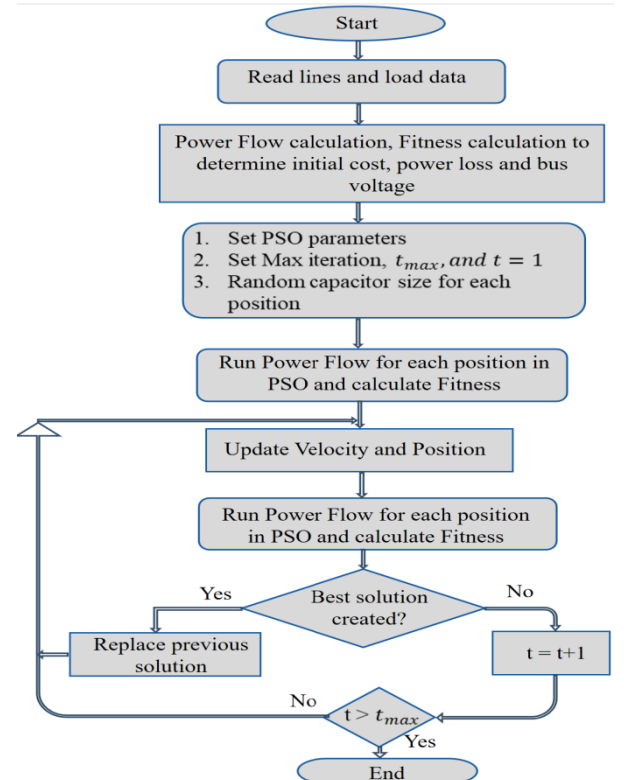 Start
Read lines and load data
Power Flow calculation, Fitness calculation to
determine initial cost, power loss and bus
voltage
1. Set PSO parameters
2. Set Max iteration, t_max, and t = 1
3. Random capacitor size for each
position
Run Power Flow for each position in
PSO and calculate Fitness
Update Velocity and Position
Run Power Flow for each position
in PSO and calculate Fitness
Yes
Best solution
created?
No
Replace previous
solution
t = t+1
No
t > t_max
Yes
End